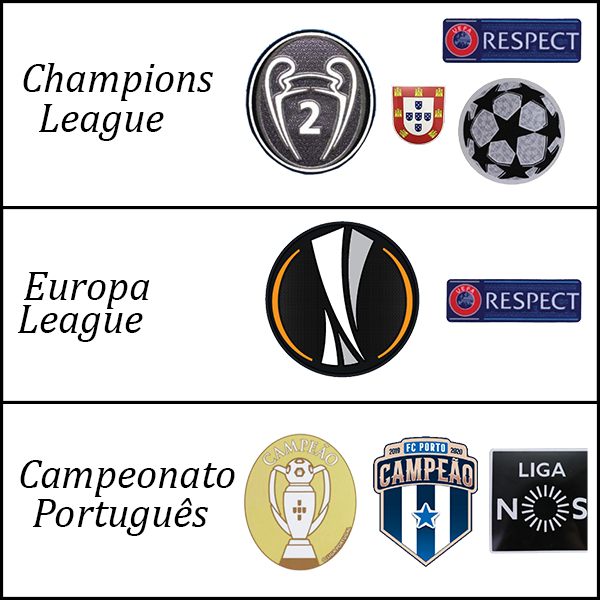 Champions
League
2
UEFA
RESPECT
Europa
League
UEFA
RESPECT
Campeonato
Português
CAMPEÃO
FC PORTO
2019 2020
CAMPEÃO
LIGA
NOS